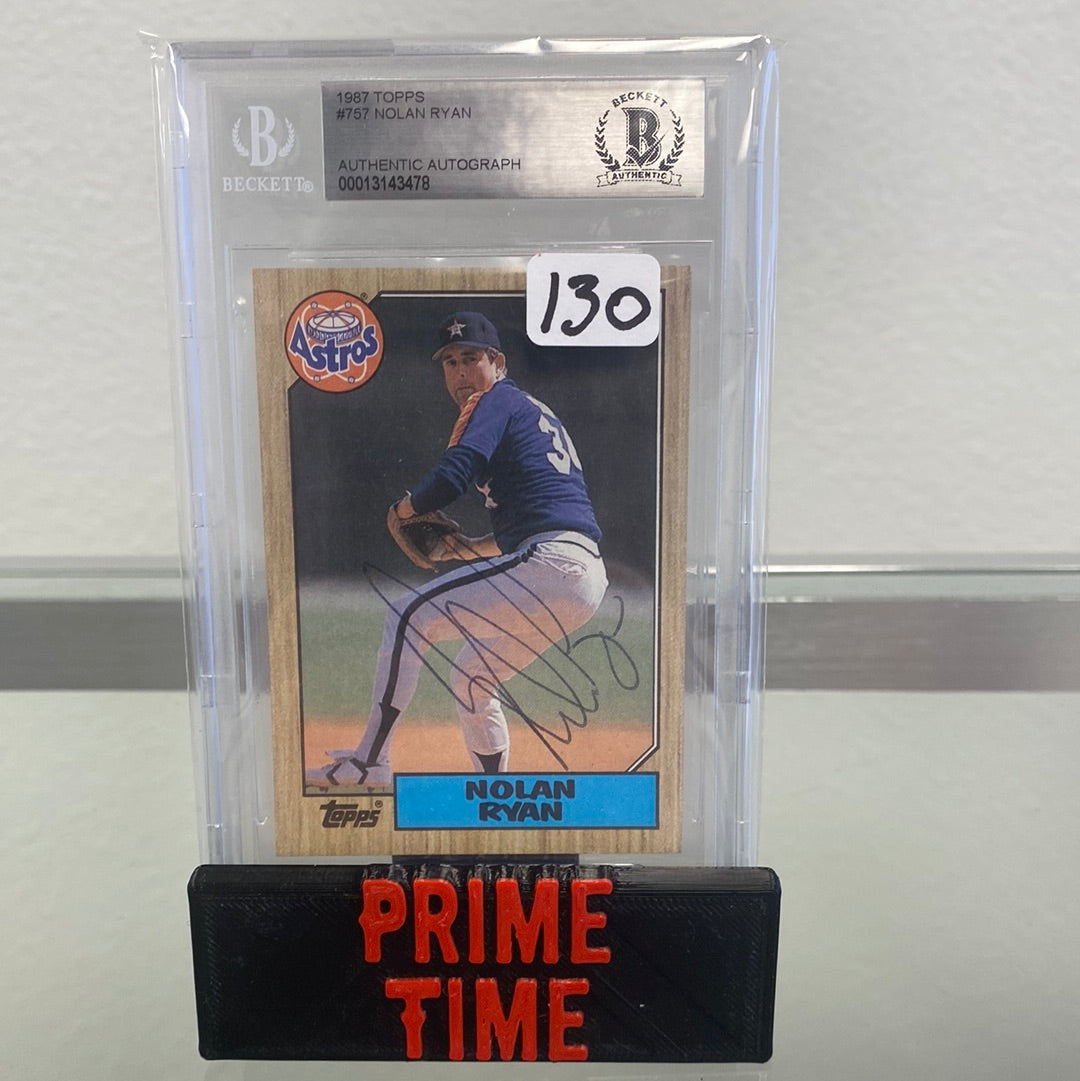 1987 TOPPS
#757 NOLAN RYAN
AUTHENTIC AUTOGRAPH
00013143478
BECKETT
B
AUTHENTIC
B
BECKETT®
130
Astros
®
NOLAN
RYAN
Topps®
PRIME
TIME